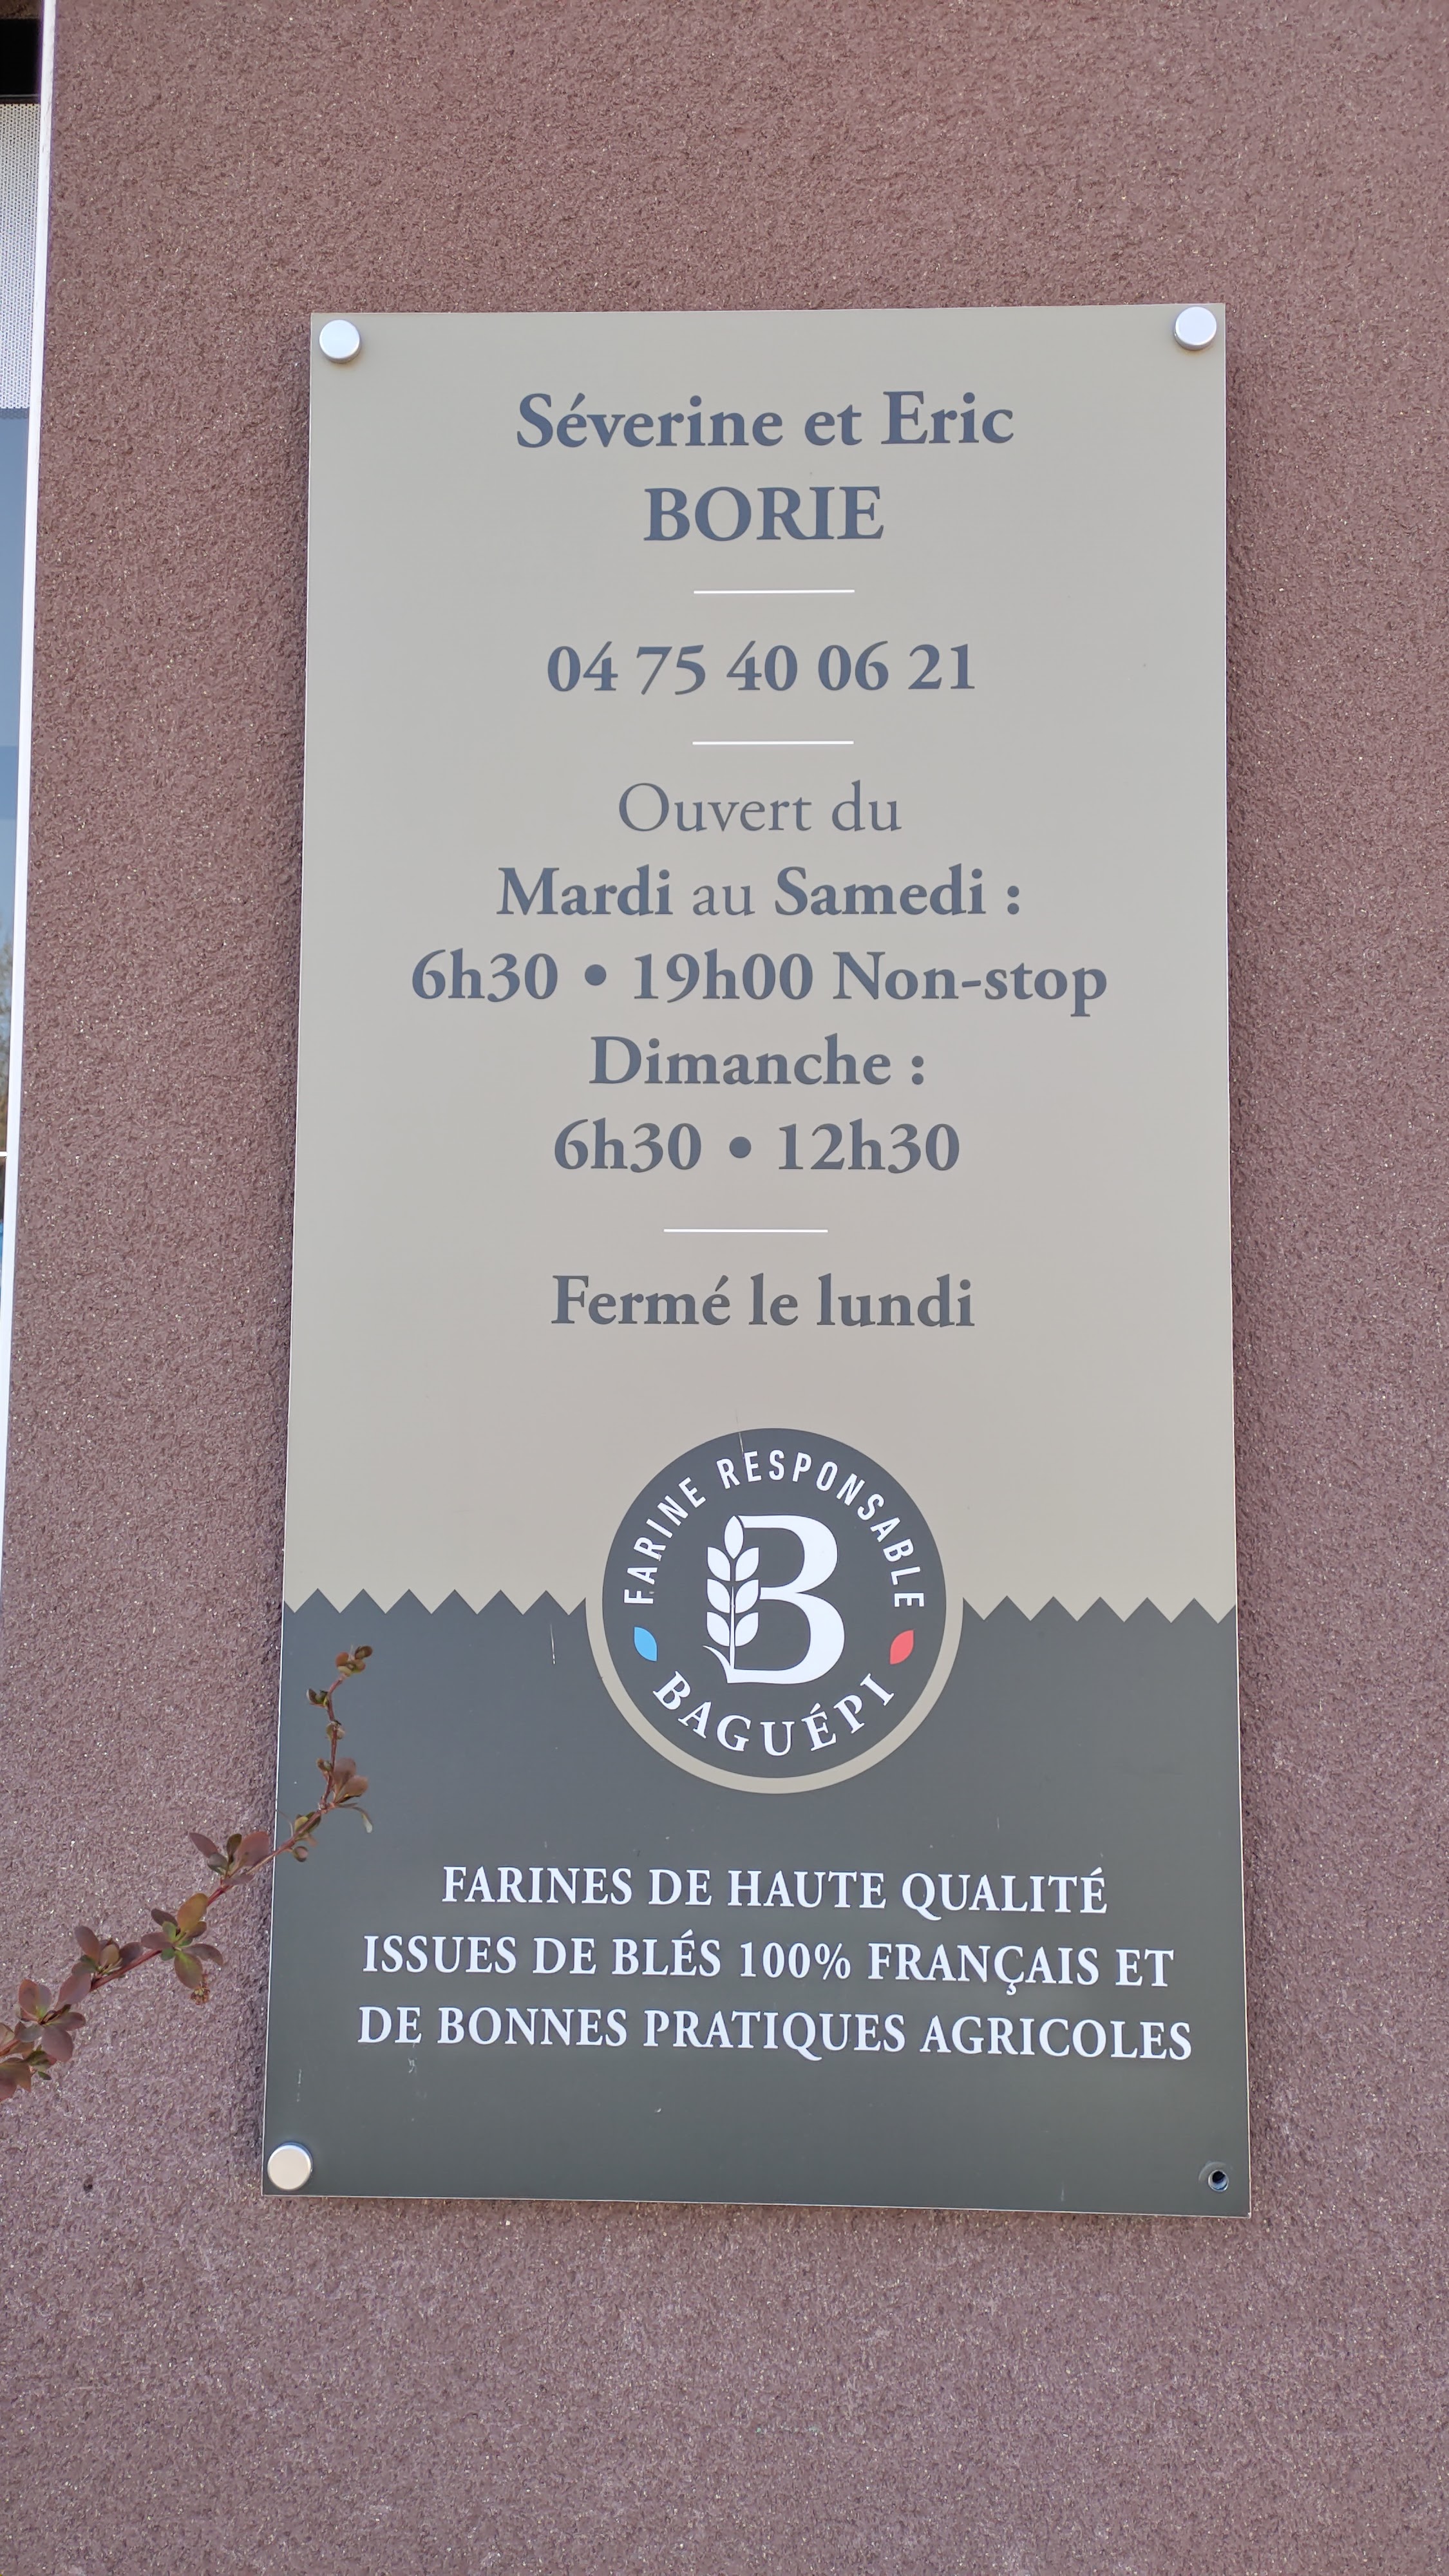 Séverine et Eric
BORIE
04 75 40 06 21
Ouvert du
Mardi au Samedi :
6h30 • 19h00 Non-stop
Dimanche :
6h30 • 12h30
Fermé le lundi
FARINE RESPONSABLE
B
BAGUÉPI
FARINES DE HAUTE QUALITÉ
ISSUES DE BLÉS 100% FRANÇAIS ET
DE BONNES PRATIQUES AGRICOLES